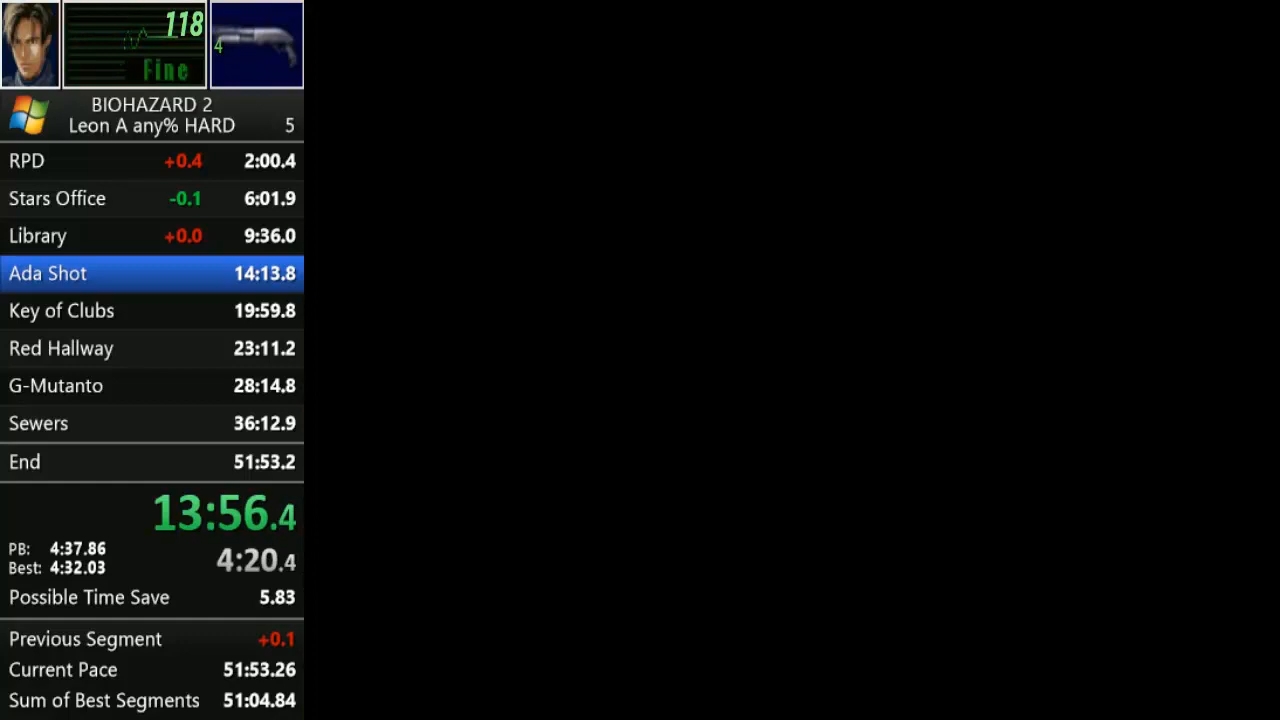 118
4
Fine
BIOHAZARD 2
Leon A any% HARD 5
RPD +0.4 2:00.4
Stars Office -0.1 6:01.9
Library +0.0 9:36.0
Ada Shot 14:13.8
Key of Clubs 19:59.8
Red Hallway 23:11.2
G-Mutanto 28:14.8
Sewers 36:12.9
End 51:53.2
13:56.4
PB: 4:37.86
Best: 4:32.03
4:20.4
Possible Time Save 5.83
Previous Segment +0.1
Current Pace 51:53.26
Sum of Best Segments 51:04.84